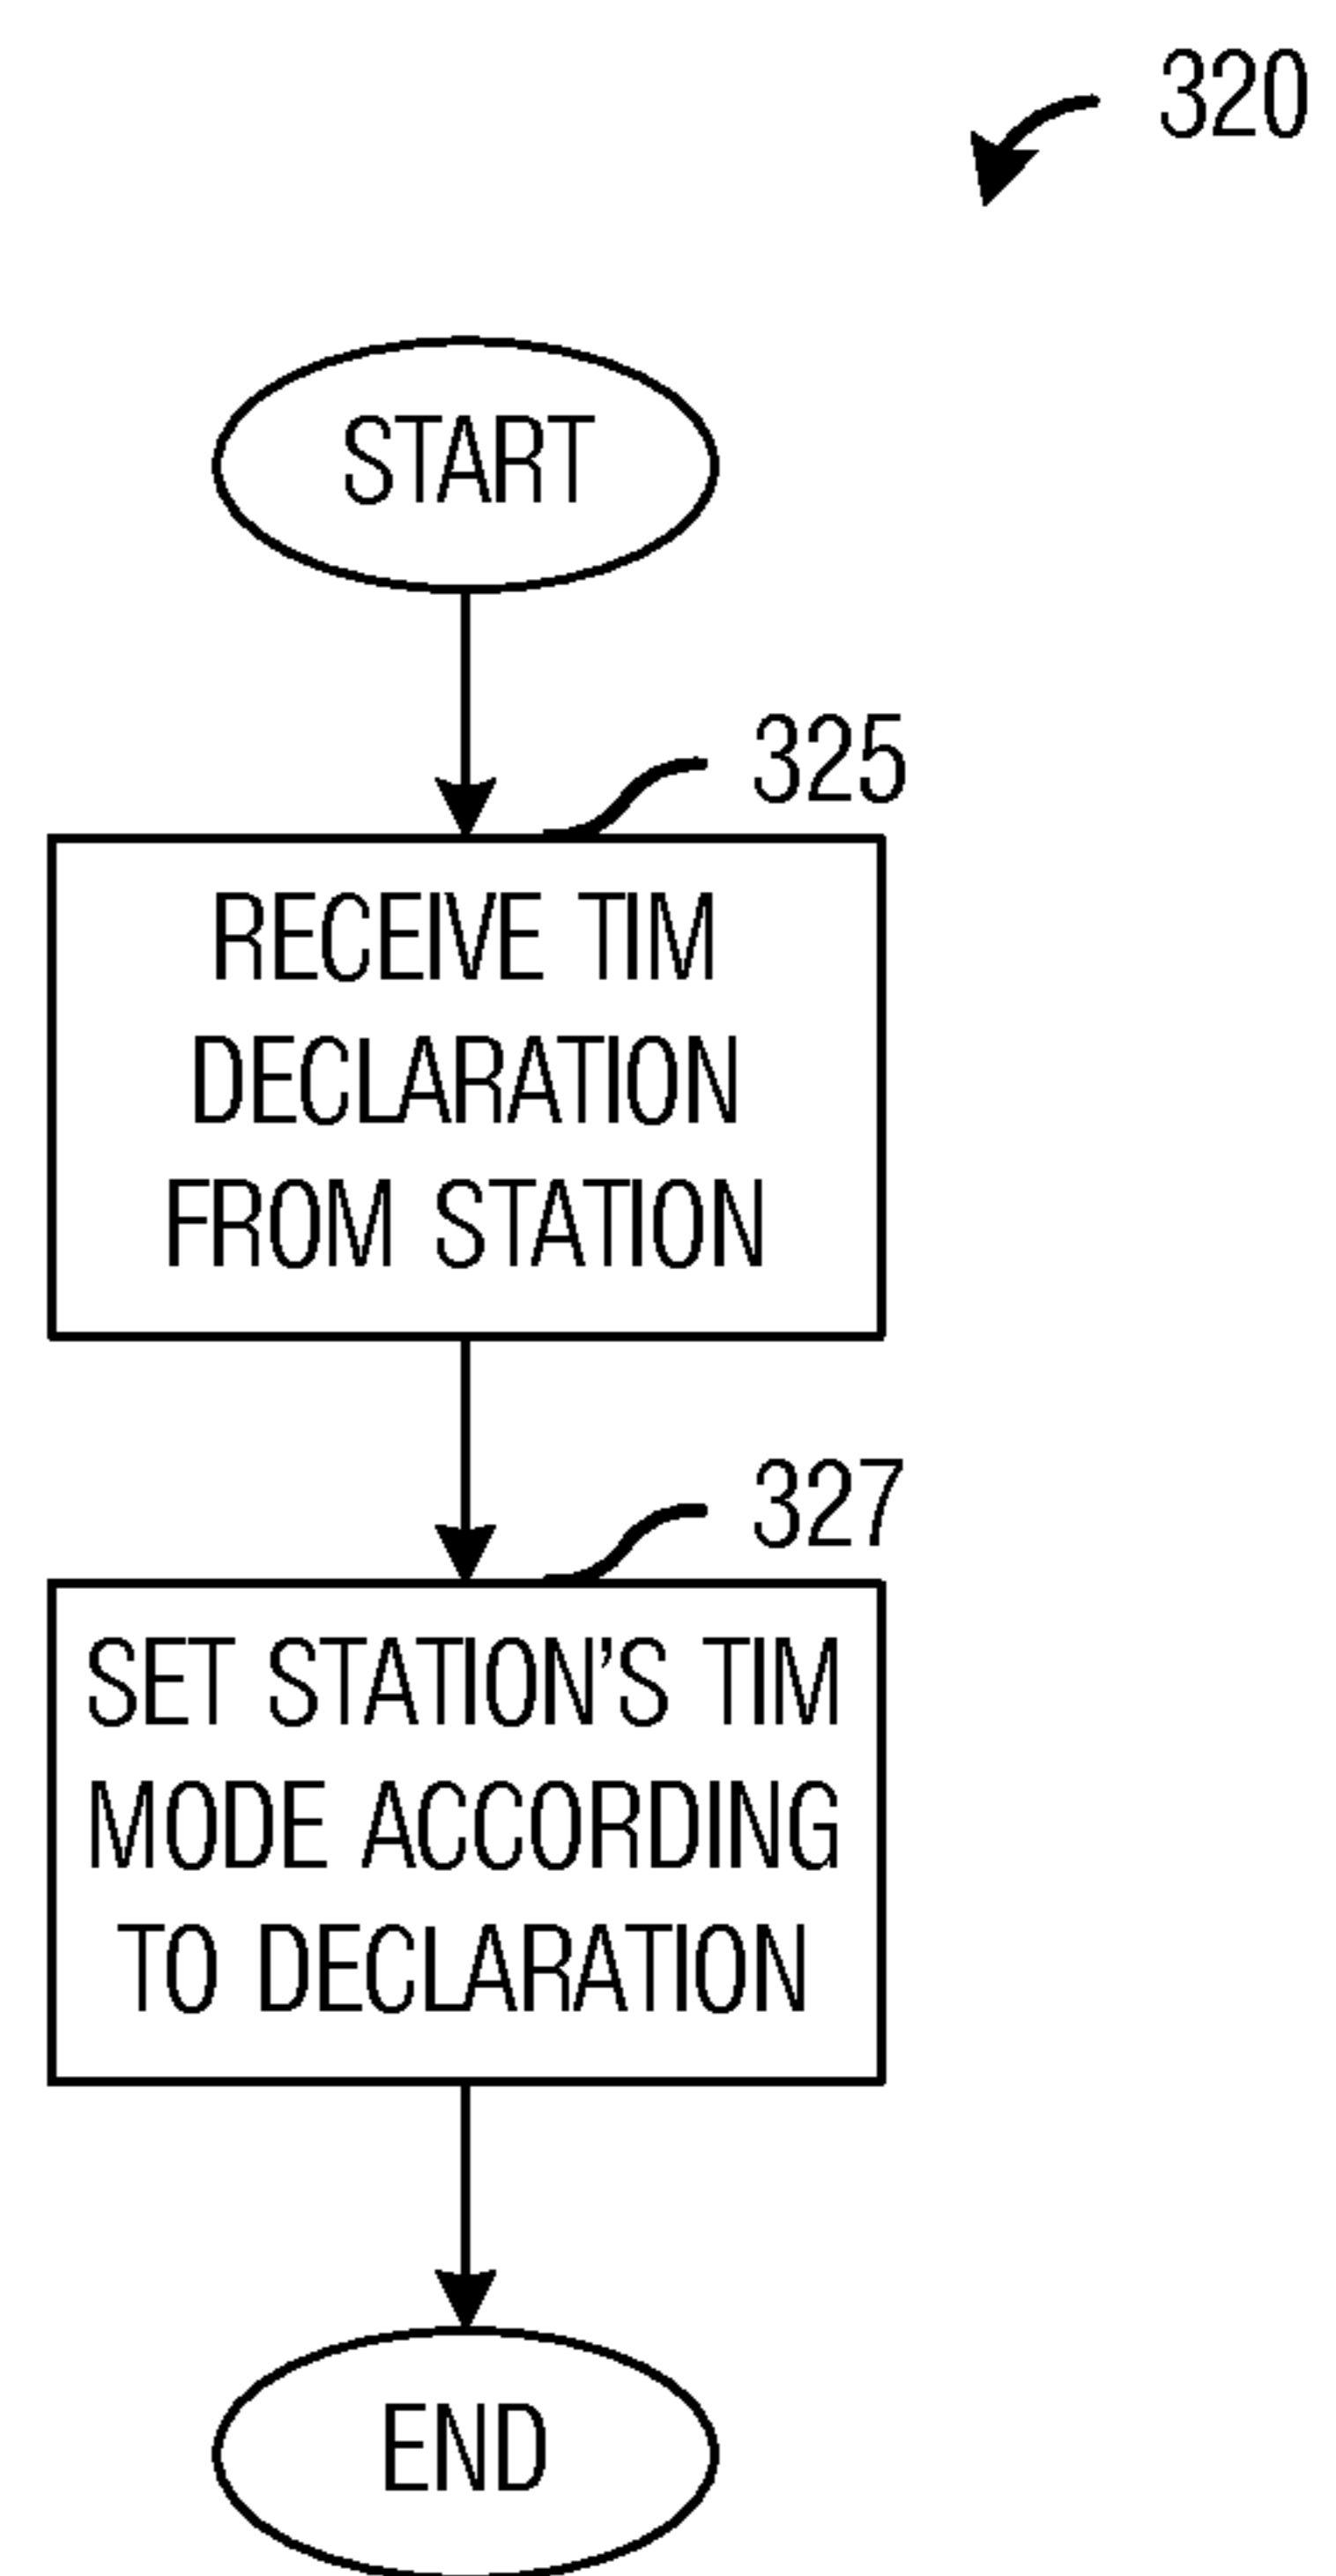 320
START
325
RECEIVE TIM
DECLARATION
FROM STATION
327
SET STATION'S TIM
MODE ACCORDING
TO DECLARATION
END